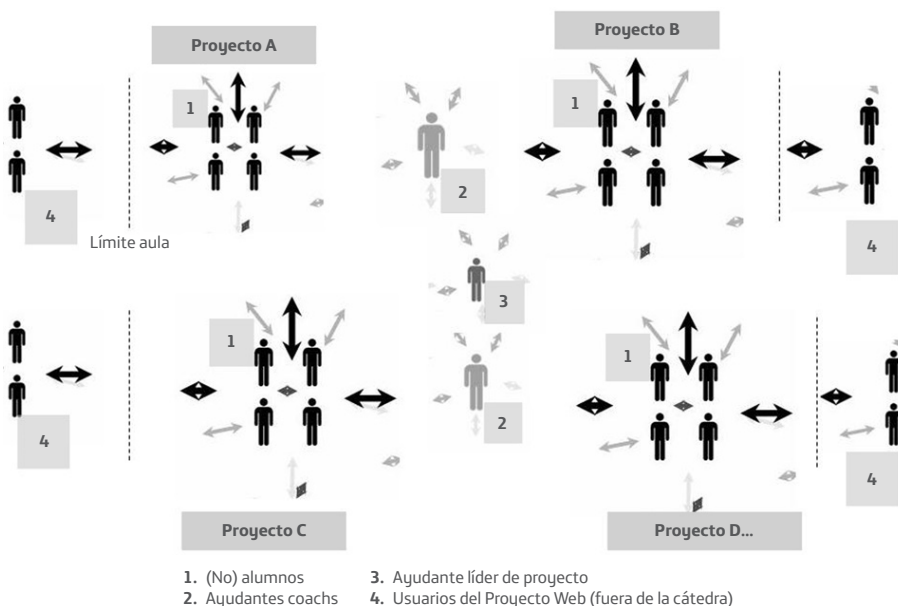 Proyecto A
Proyecto B
1
1
2
4
4
Límite aula
3
1
1
2
4
4
Proyecto C
Proyecto D...
1. (No) alumnos
2. Ayudantes coachs
3. Ayudante líder de proyecto
4. Usuarios del Proyecto Web (fuera de la cátedra)